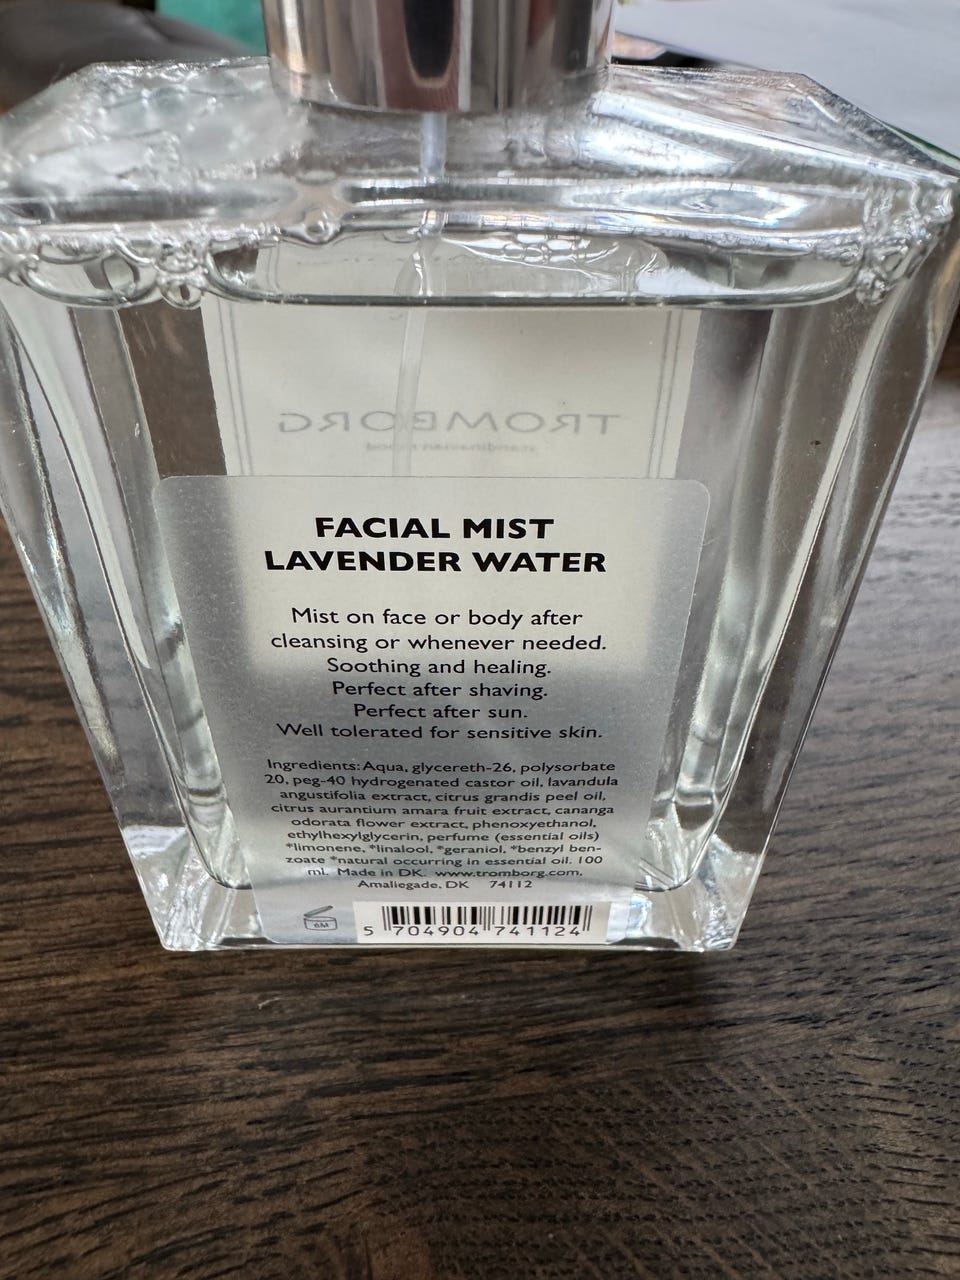 TROMBORG
scandinavian mood
FACIAL MIST
LAVENDER WATER
Mist on face or body after
cleansing or whenever needed.
Soothing and healing.
Perfect after shaving.
Perfect after sun.
Well tolerated for sensitive skin.
Ingredients: Aqua, glycereth-26, polysorbate
20, peg-40 hydrogenated castor oil, lavandula
angustifolia extract, citrus grandis peel oil,
citrus aurantium amara fruit extract, cananga
odorata flower extract, phenoxyethanol,
ethylhexylglycerin, perfume (essential oils)
*limonene, *linalool, *geraniol, *benzyl ben-
zoate *natural occurring in essential oil. 100
ml. Made in DK. www.tromborg.com,
Amaliegade, DK 74112
6M
5 704904 741124